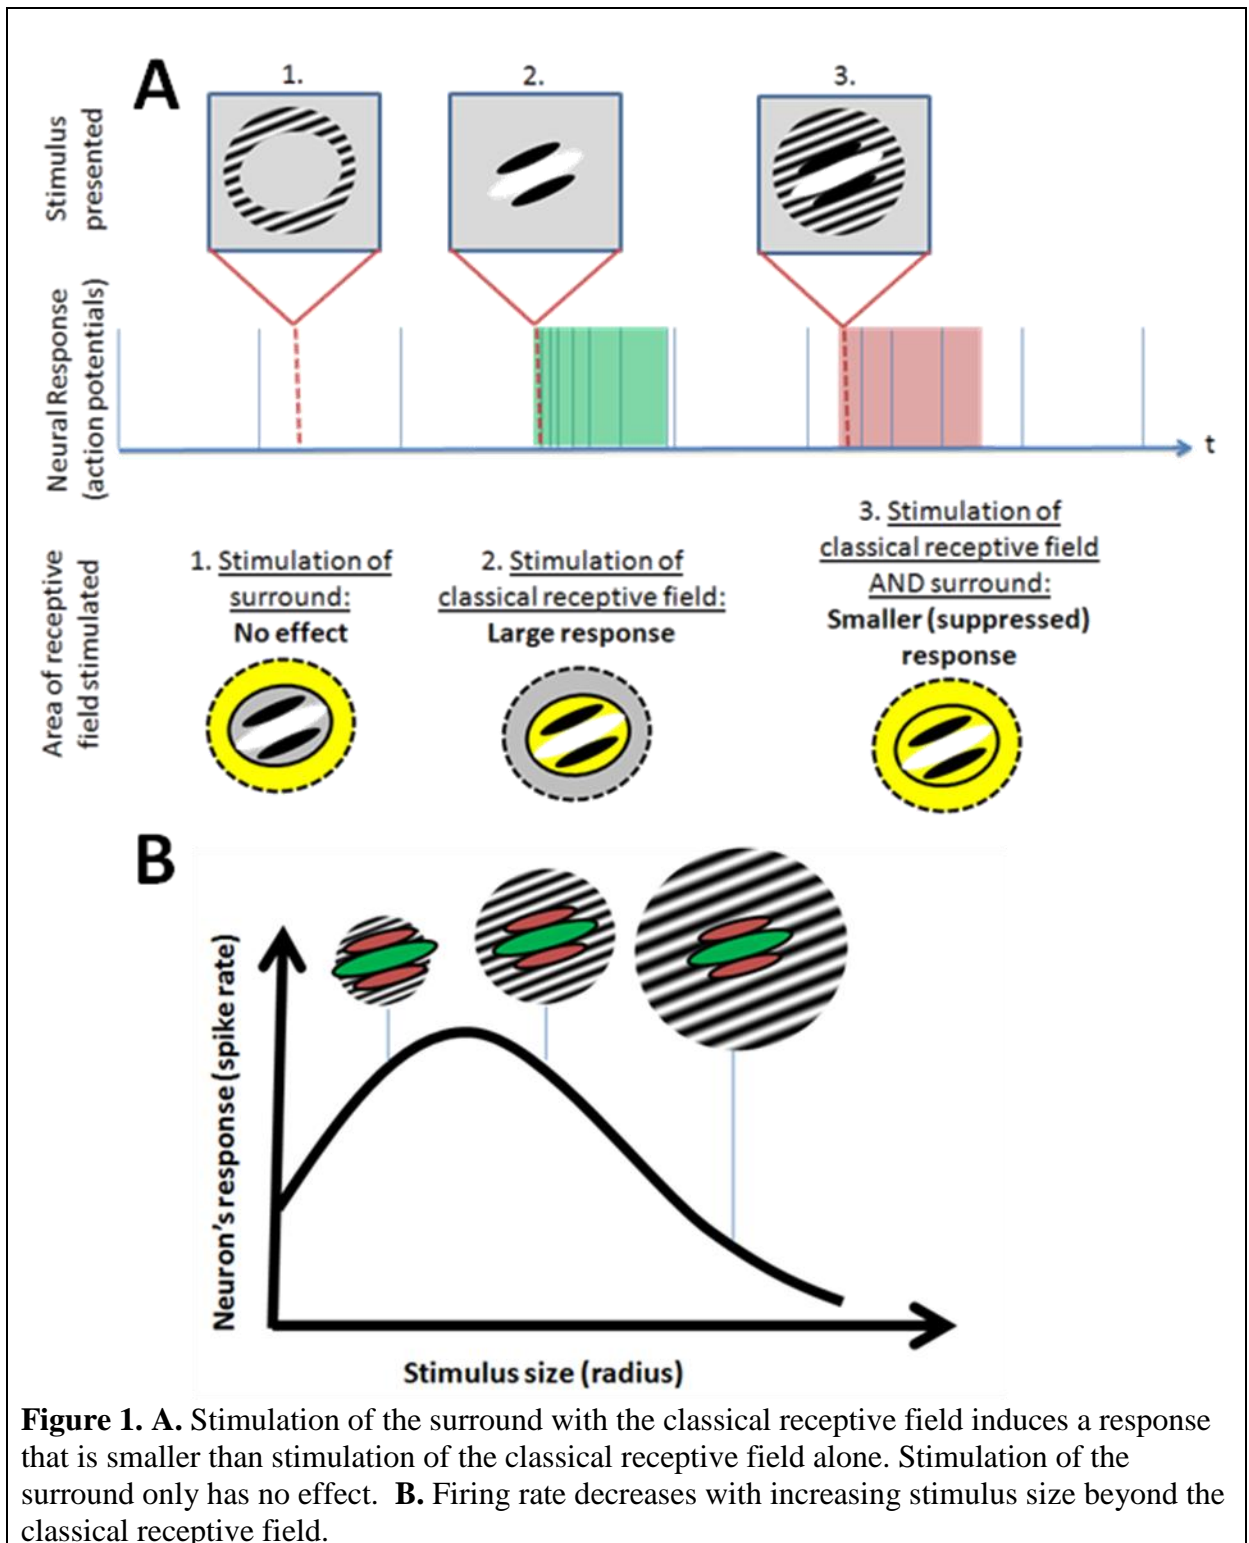 A
1.
2.
3.
Stimulus
presented
Neural Response
(action potentials)
t
Area of receptive
field stimulated
1. Stimulation of
surround:
No effect
2. Stimulation of
classical receptive field:
Large response
3. Stimulation of
classical receptive field
AND surround:
Smaller (suppressed)
response
B
Neuron's response (spike rate)
Stimulus size (radius)
Figure 1. A. Stimulation of the surround with the classical receptive field induces a response
that is smaller than stimulation of the classical receptive field alone. Stimulation of the
surround only has no effect. B. Firing rate decreases with increasing stimulus size beyond the
classical receptive field.